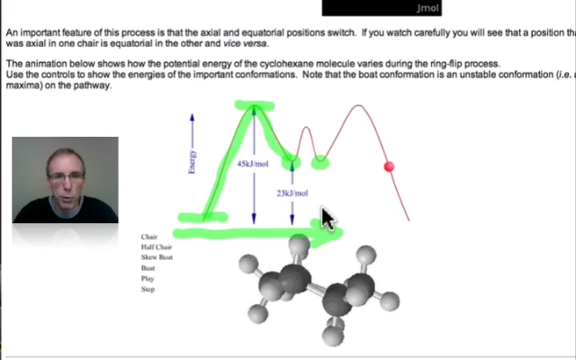 Jmol
An important feature of this process is that the axial and equatorial positions switch. If you watch carefully you will see that a position th
was axial in one chair is equatorial in the other and vice versa.
The animation below shows how the potential energy of the cyclohexane molecule varies during the ring-flip process.
Use the controls to show the energies of the important conformations. Note that the boat conformation is an unstable conformation (i.e.
maxima) on the pathway.
Energy
45kJ/mol
23kJ/mol
Chair
Half Chair
Skew Boat
Boat
Play
Stop